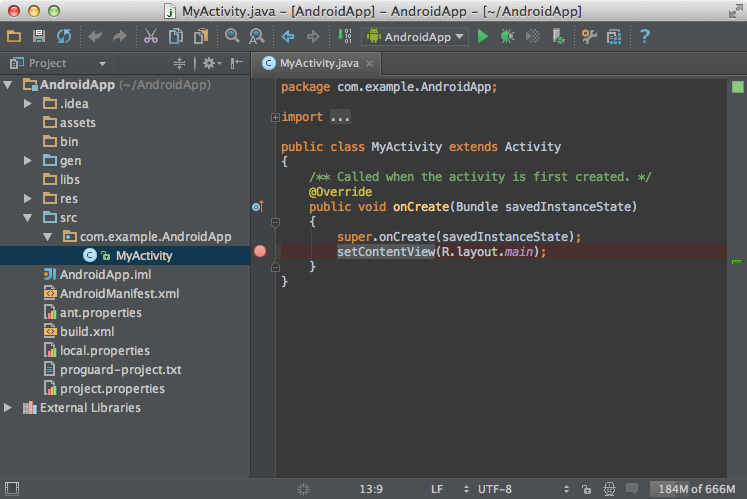 MyActivity.java – [AndroidApp] – AndroidApp – [~/AndroidApp]
AndroidApp
Project
MyActivity.java
AndroidApp (~/AndroidApp)
.idea
assets
bin
gen
libs
res
src
com.example.AndroidApp
MyActivity
AndroidApp.iml
AndroidManifest.xml
ant.properties
build.xml
local.properties
proguard-project.txt
project.properties
External Libraries
package com.example.AndroidApp;
import ...
public class MyActivity extends Activity
{
/** Called when the activity is first created. */
@Override
public void onCreate(Bundle savedInstanceState)
{
super.onCreate(savedInstanceState);
setContentView(R.layout.main);
}
}
13:9
LF
UTF-8
184M of 666M